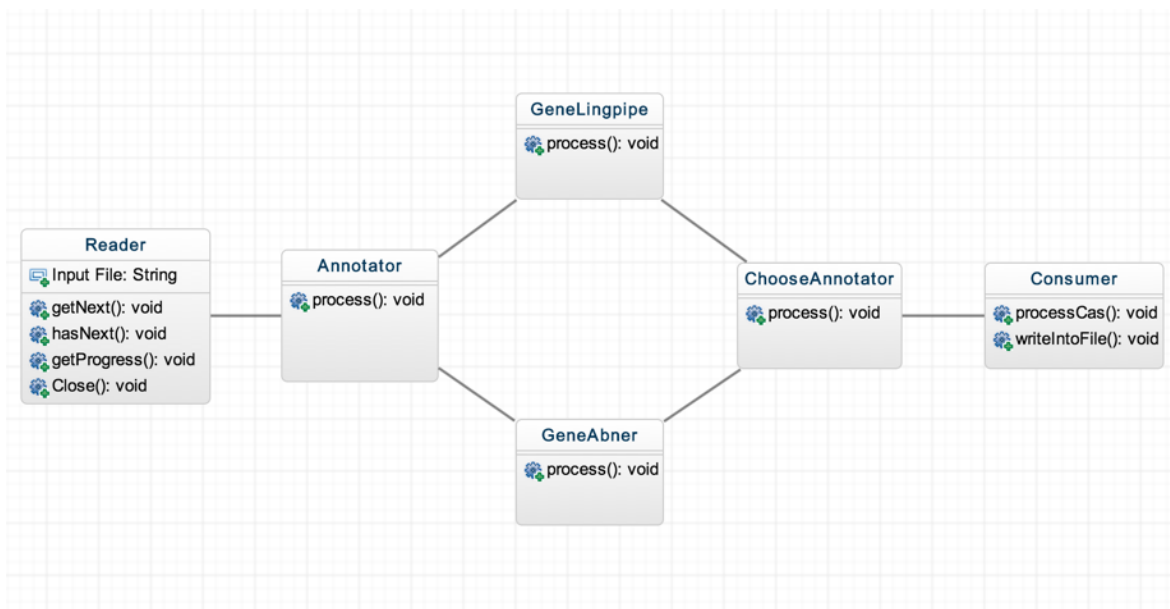 GeneLingpipe
process(): void
Reader
Input File: String
getNext(): void
hasNext(): void
getProgress(): void
Close(): void
Annotator
process(): void
ChooseAnnotator
process(): void
Consumer
processCas(): void
writeIntoFile(): void
GeneAbner
process(): void